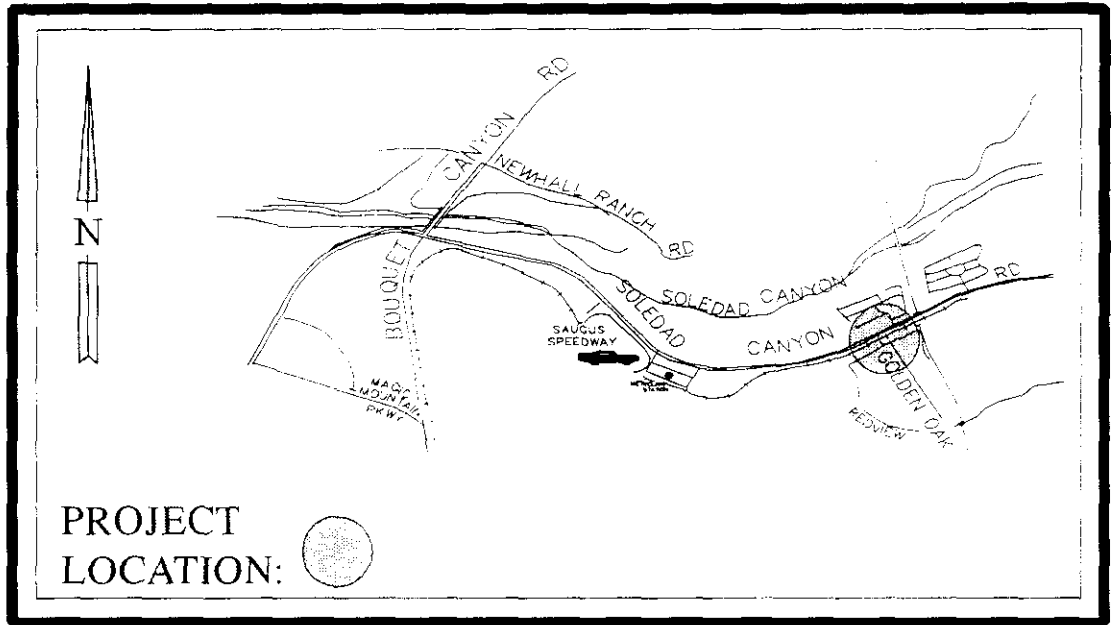 N
BOUQUET CANYON RD
NEWHALL RANCH RD
SOLEDAD CANYON RD
SOLEDAD CANYON
SAUGUS
SPEEDWAY
MAGIC
MOUNTAIN
PKWY
GOLDEN OAK
REDVIEW
PROJECT
LOCATION: